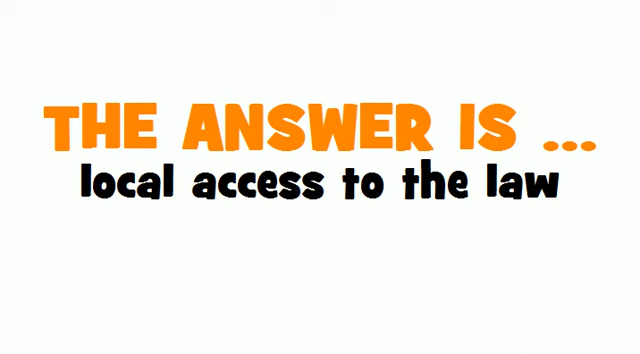 THE ANSWER IS ...
local access to the law